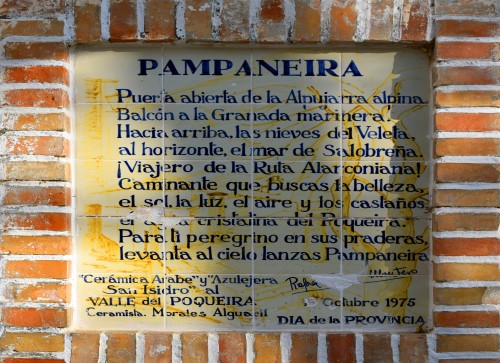 PAMPANEIRA
Puerta abierta de la Alpujarra alpina
Balcón a la Granada marinera!
Hacia arriba, las nieves del Veleta,
al horizonte, el mar de Salobreña.
¡Viajero de la Ruta Alarconiana!
Caminante que buscas la belleza,
el sol, la luz, el aire y los castaños
el agua cristalina del Poqueira.
Para ti peregrino en sus praderas,
levanta al cielo lanzas Pampaneira
"Cerámica Arabe" y "Azulejera
San Isidro" al
VALLE del POQUEIRA.
Ceramista. Morales Alguacil
Octubre 1975
DIA de la PROVINCIA